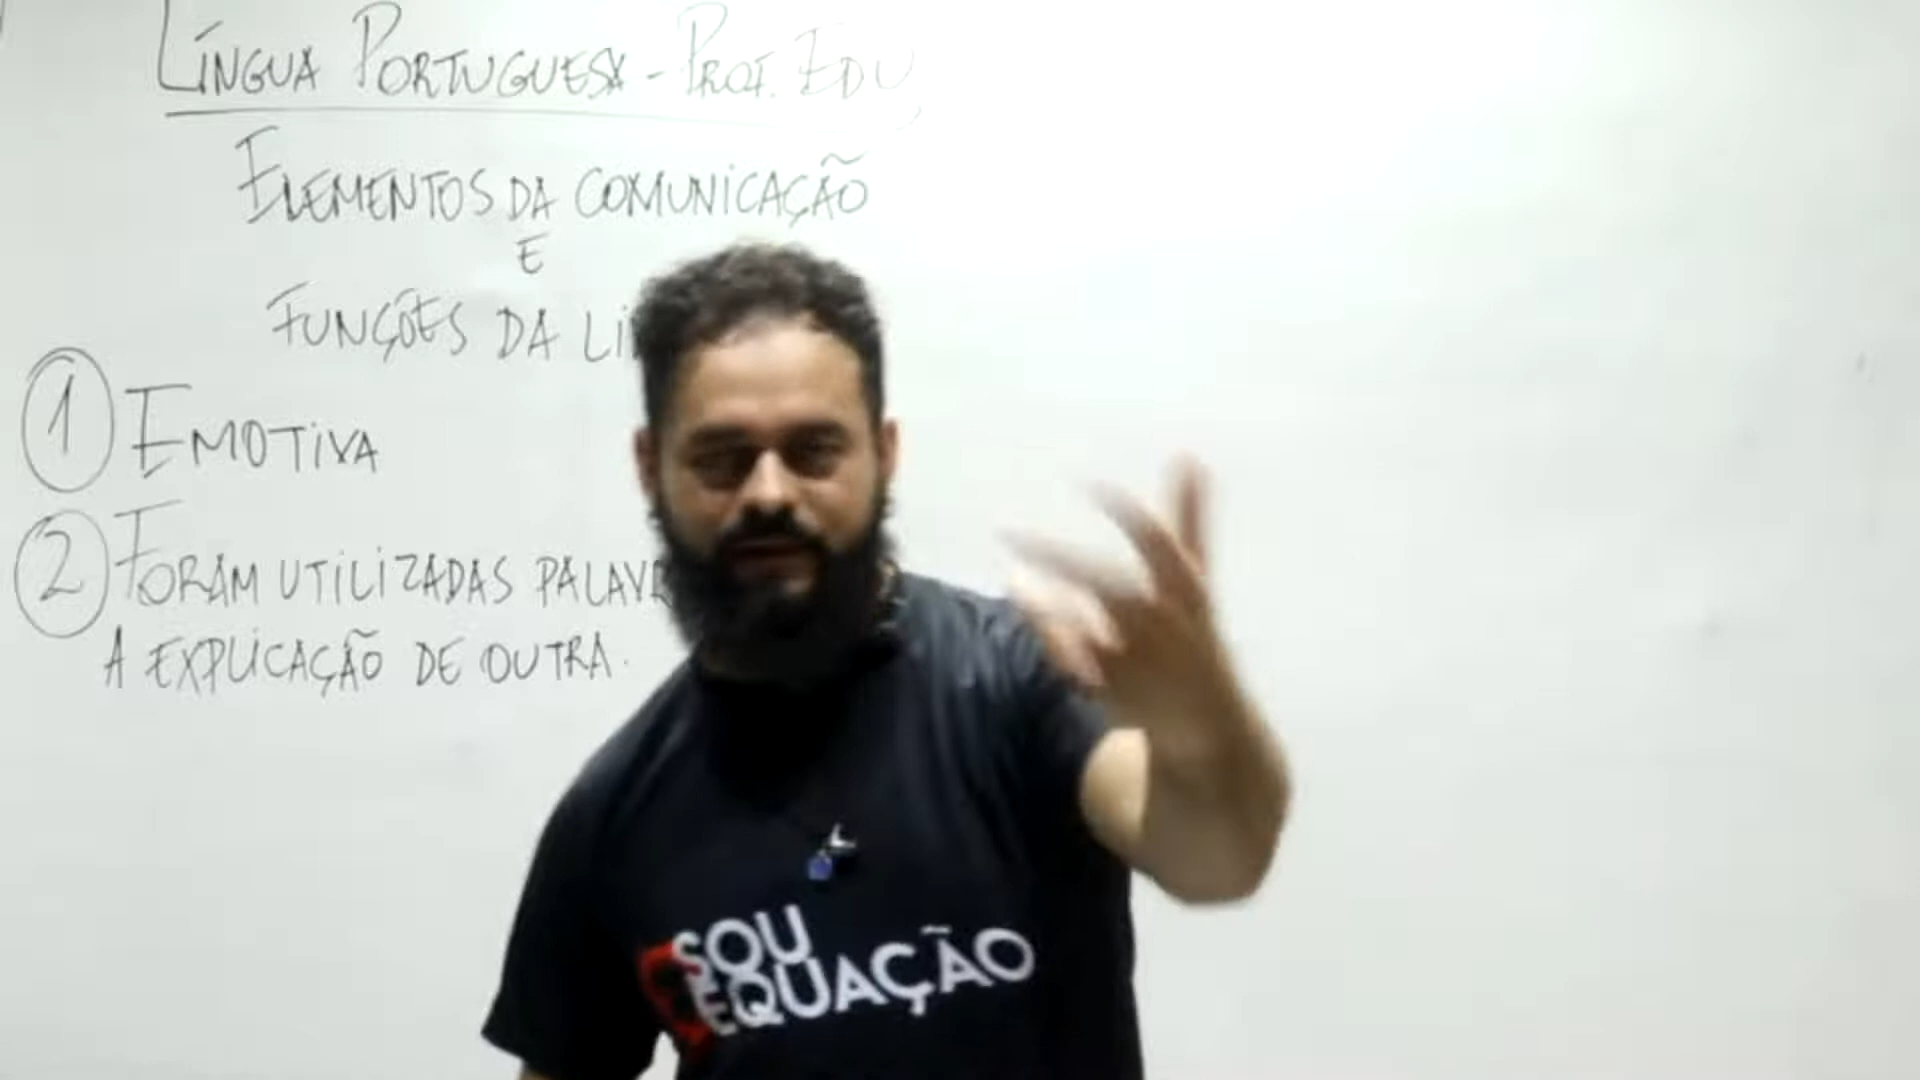 LÍNGUA PORTUGUESA - PROF. EDU
ELEMENTOS DA COMUNICAÇÃO
E
FUNÇÕES DA
1 EMOTIVA
2 FORAM UTILIZADAS
A EXPLICAÇÃO DE OUTRA.
SOU
EQUAÇÃO